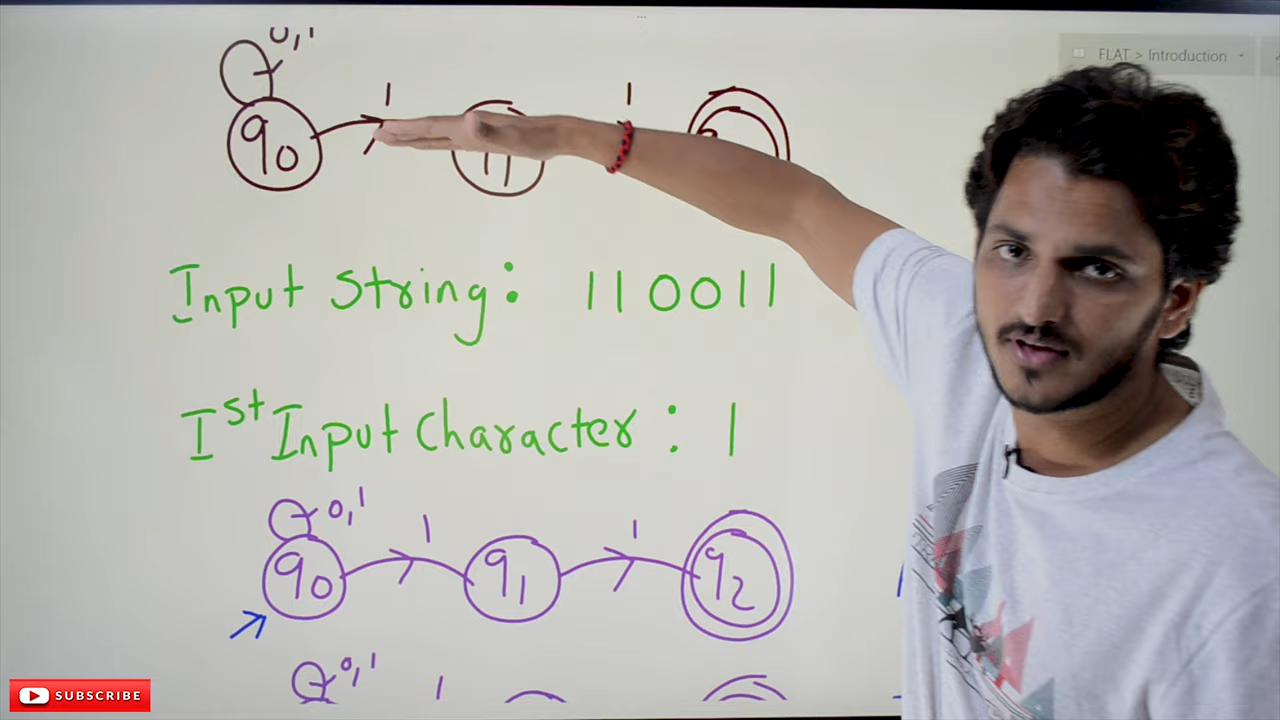 FLAT > Introduction
0,1
1 1
q0
Input String: 110011
Ist Input Character: 1
0,1 1 1
q0 q1 q2
0,1 1
SUBSCRIBE